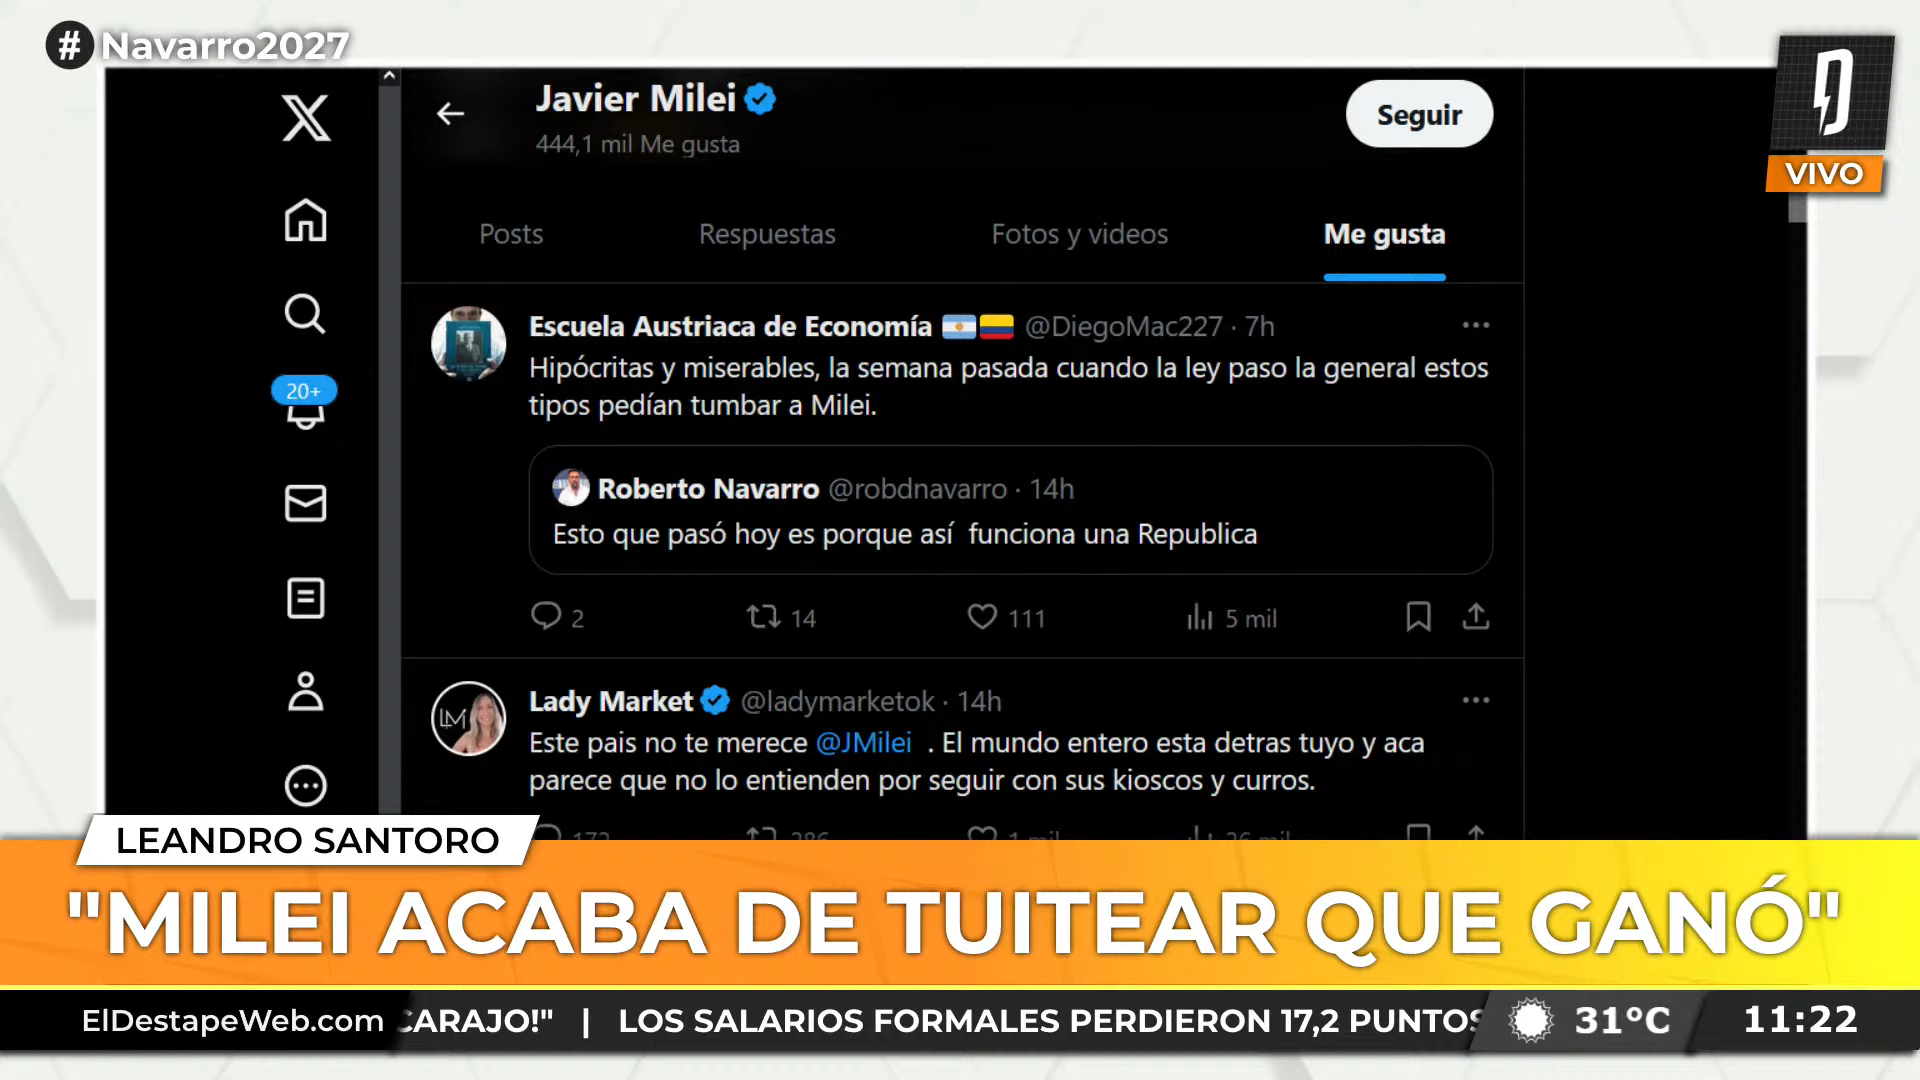 # Navarro2027
Javier Milei
444,1 mil Me gusta
Seguir
VIVO
Posts
Respuestas
Fotos y videos
Me gusta
Escuela Austriaca de Economía @DiegoMac227 · 7h
Hipócritas y miserables, la semana pasada cuando la ley paso la general estos
tipos pedían tumbar a Milei.
20+
Roberto Navarro @robdnavarro · 14h
Esto que pasó hoy es porque así funciona una Republica
2
14
111
5 mil
Lady Market @ladymarketok · 14h
LM
Este pais no te merece @JMilei . El mundo entero esta detras tuyo y aca
parece que no lo entienden por seguir con sus kioscos y curros.
LEANDRO SANTORO
"MILEI ACABA DE TUITEAR QUE GANÓ"
ElDestapeWeb.com
CARAJO!" | LOS SALARIOS FORMALES PERDIERON 17,2 PUNTOS
31°C
11:22